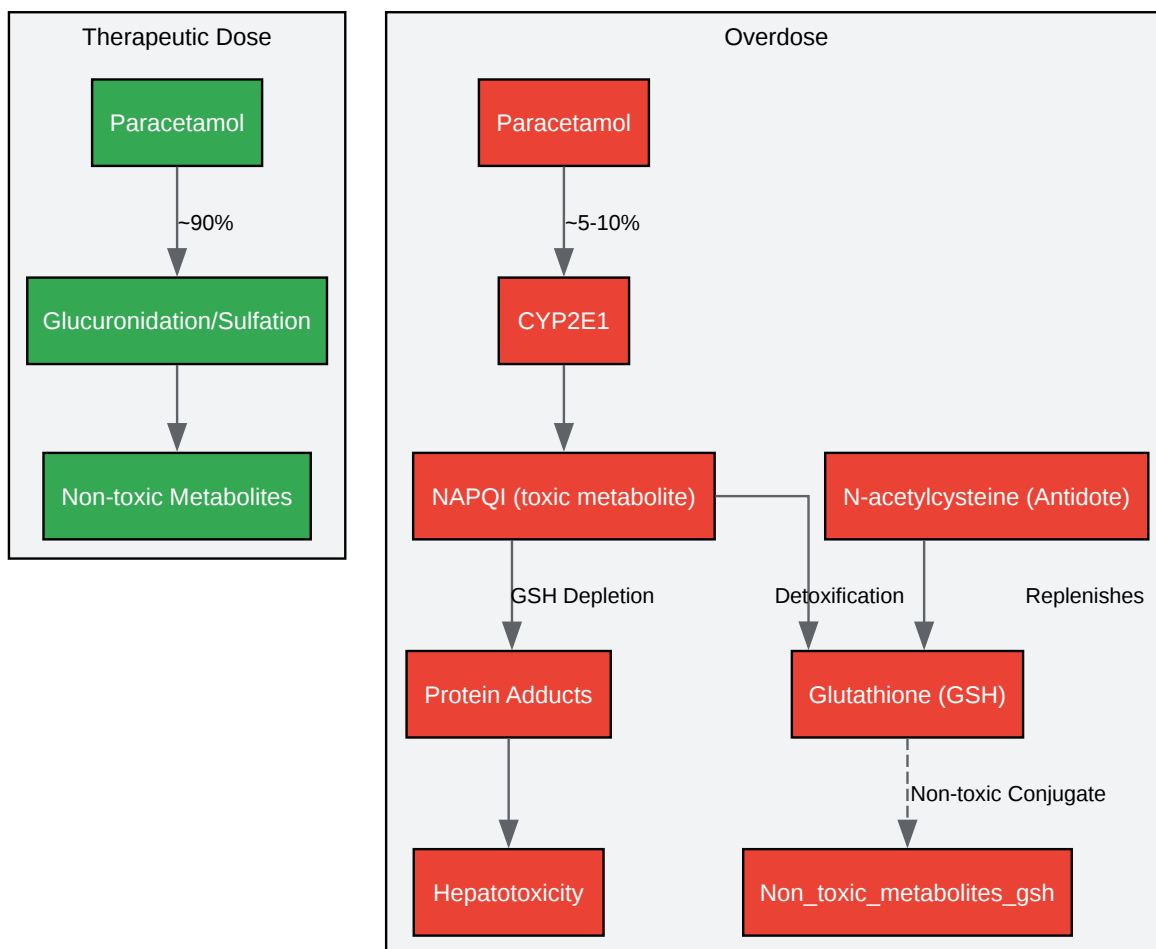 Therapeutic Dose
Paracetamol
~90%
Glucuronidation/Sulfation
Non-toxic Metabolites
Overdose
Paracetamol
~5-10%
CYP2E1
NAPQI (toxic metabolite)
N-acetylcysteine (Antidote)
GSH Depletion
Detoxification
Replenishes
Protein Adducts
Glutathione (GSH)
Non-toxic Conjugate
Hepatotoxicity
Non_toxic_metabolites_gsh